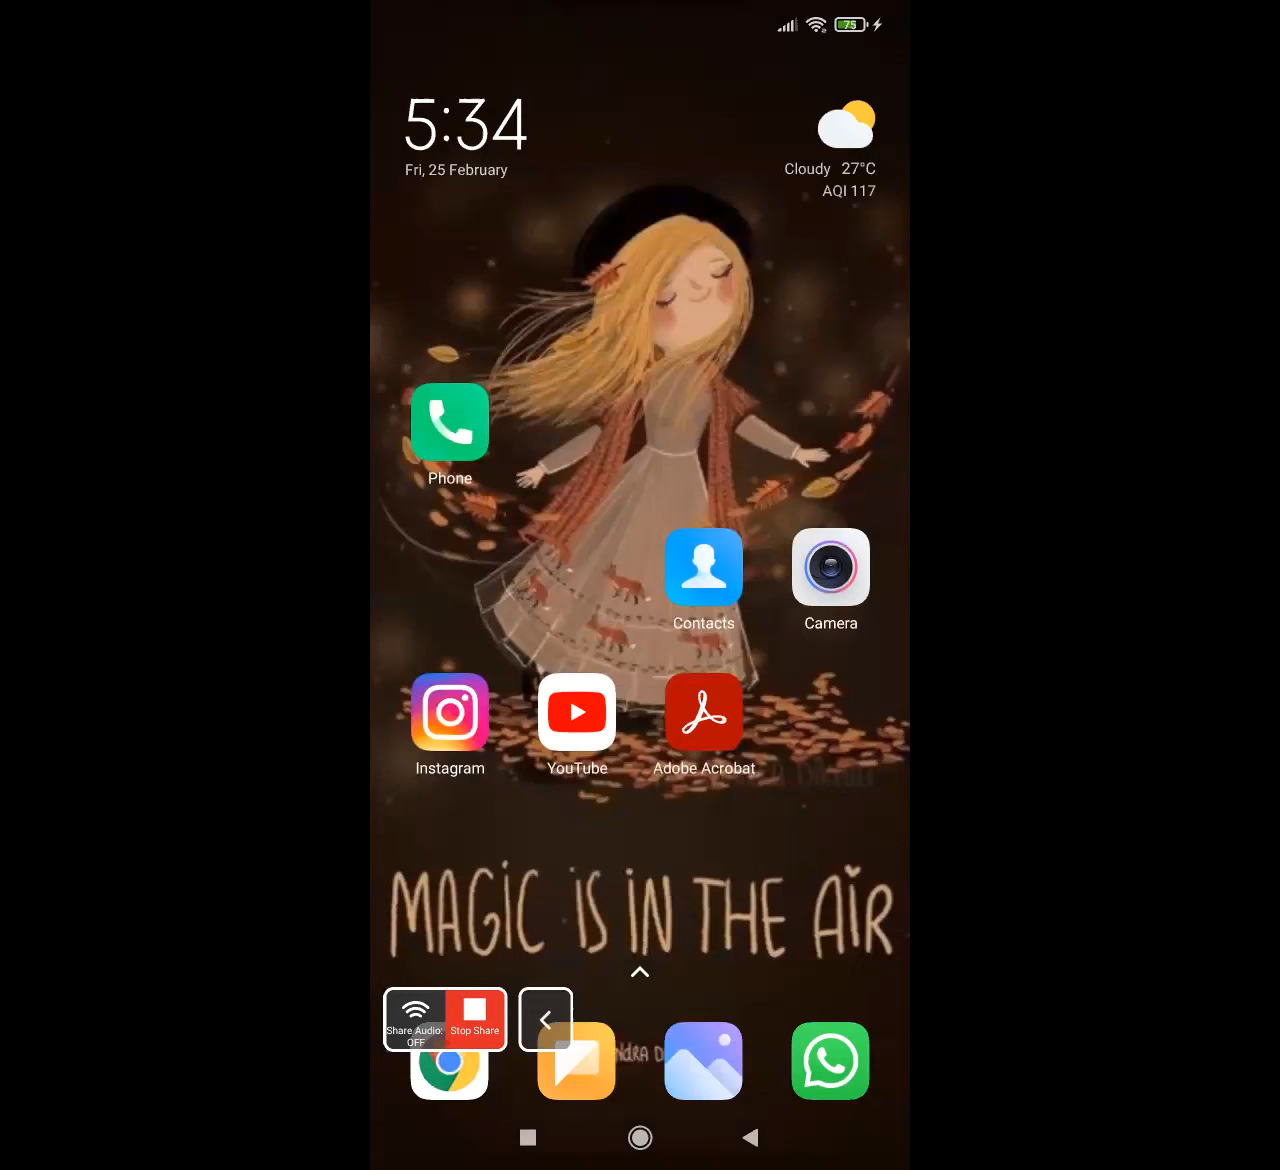 75
5:34
Fri, 25 February
Cloudy 27°C
AQI 117
Phone
Contacts
Camera
Instagram
YouTube
Adobe Acrobat
MAGiC iS iN THE AiR
Share Audio:
OFF
Stop Share